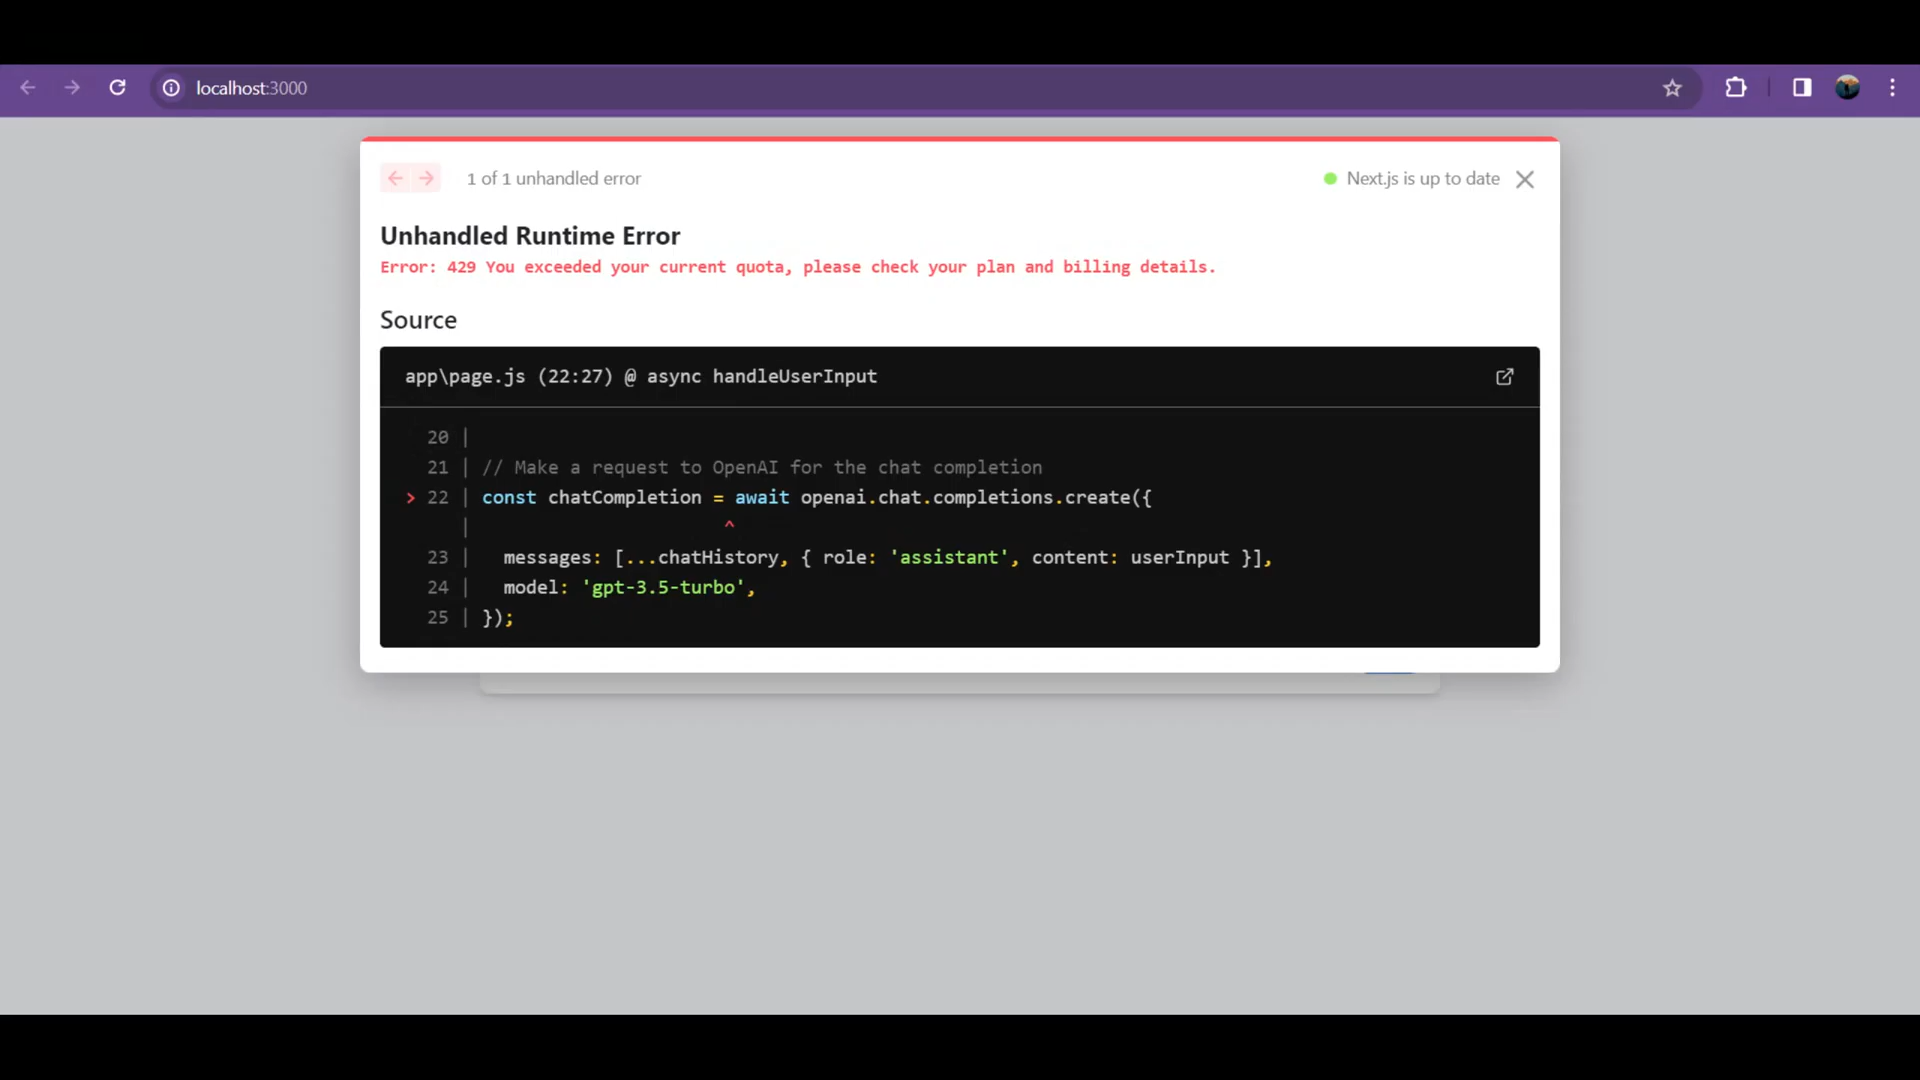 localhost:3000
1 of 1 unhandled error
Next.js is up to date
Unhandled Runtime Error
Error: 429 You exceeded your current quota, please check your plan and billing details.
Source
app\page.js (22:27) @ async handleUserInput
20 |
21 | // Make a request to OpenAI for the chat completion
> 22 | const chatCompletion = await openai.chat.completions.create({
| ^
23 | messages: [...chatHistory, { role: 'assistant', content: userInput }],
24 | model: 'gpt-3.5-turbo',
25 | });